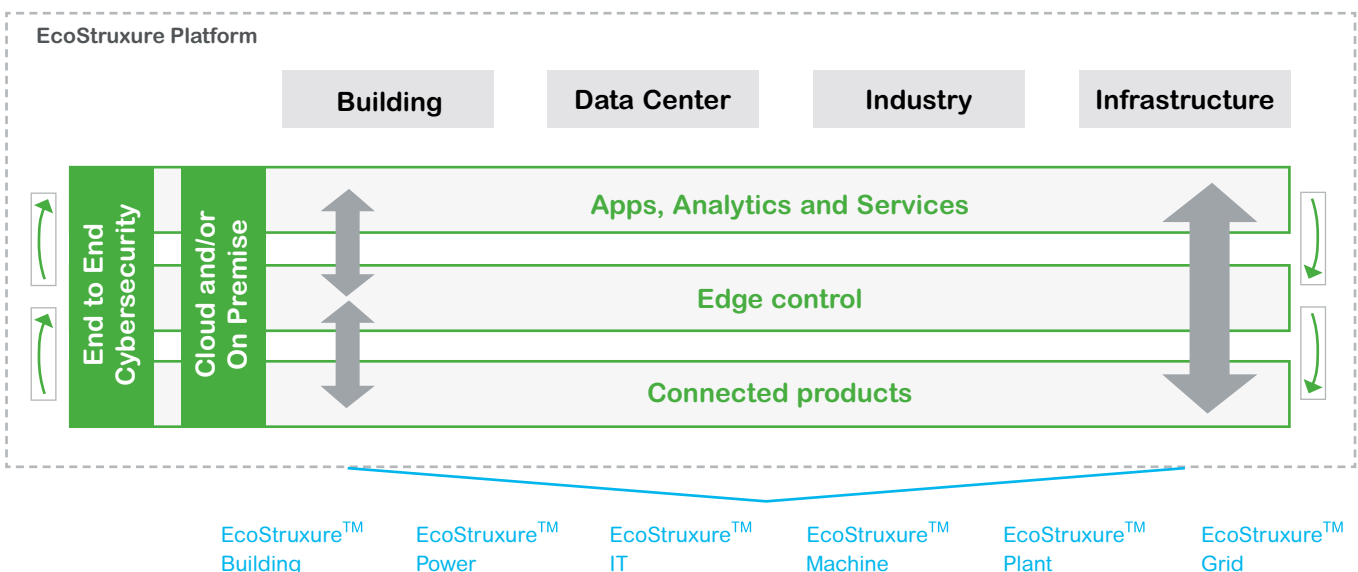 EcoStruxure Platform
Building
Data Center
Industry
Infrastructure
End to End
Cybersecurity
Cloud and/or
On Premise
Apps, Analytics and Services
Edge control
Connected products
EcoStruxure™
Building
EcoStruxure™
Power
EcoStruxure™
IT
EcoStruxure™
Machine
EcoStruxure™
Plant
EcoStruxure™
Grid